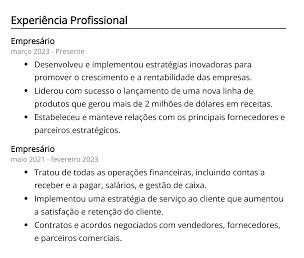 Experiência Profissional
Empresário
março 2023 - Presente
• Desenvolveu e implementou estratégias inovadoras para
promover o crescimento e a rentabilidade das empresas.
• Liderou com sucesso o lançamento de uma nova linha de
produtos que gerou mais de 2 milhões de dólares em receitas.
• Estabeleceu e manteve relações com os principais fornecedores e
parceiros estratégicos.
Empresário
maio 2021 - fevereiro 2023
• Tratou de todas as operações financeiras, incluindo contas a
receber e a pagar, salários, e gestão de caixa.
• Implementou uma estratégia de serviço ao cliente que aumentou
a satisfação e retenção do cliente.
• Contratos e acordos negociados com vendedores, fornecedores,
e parceiros comerciais.